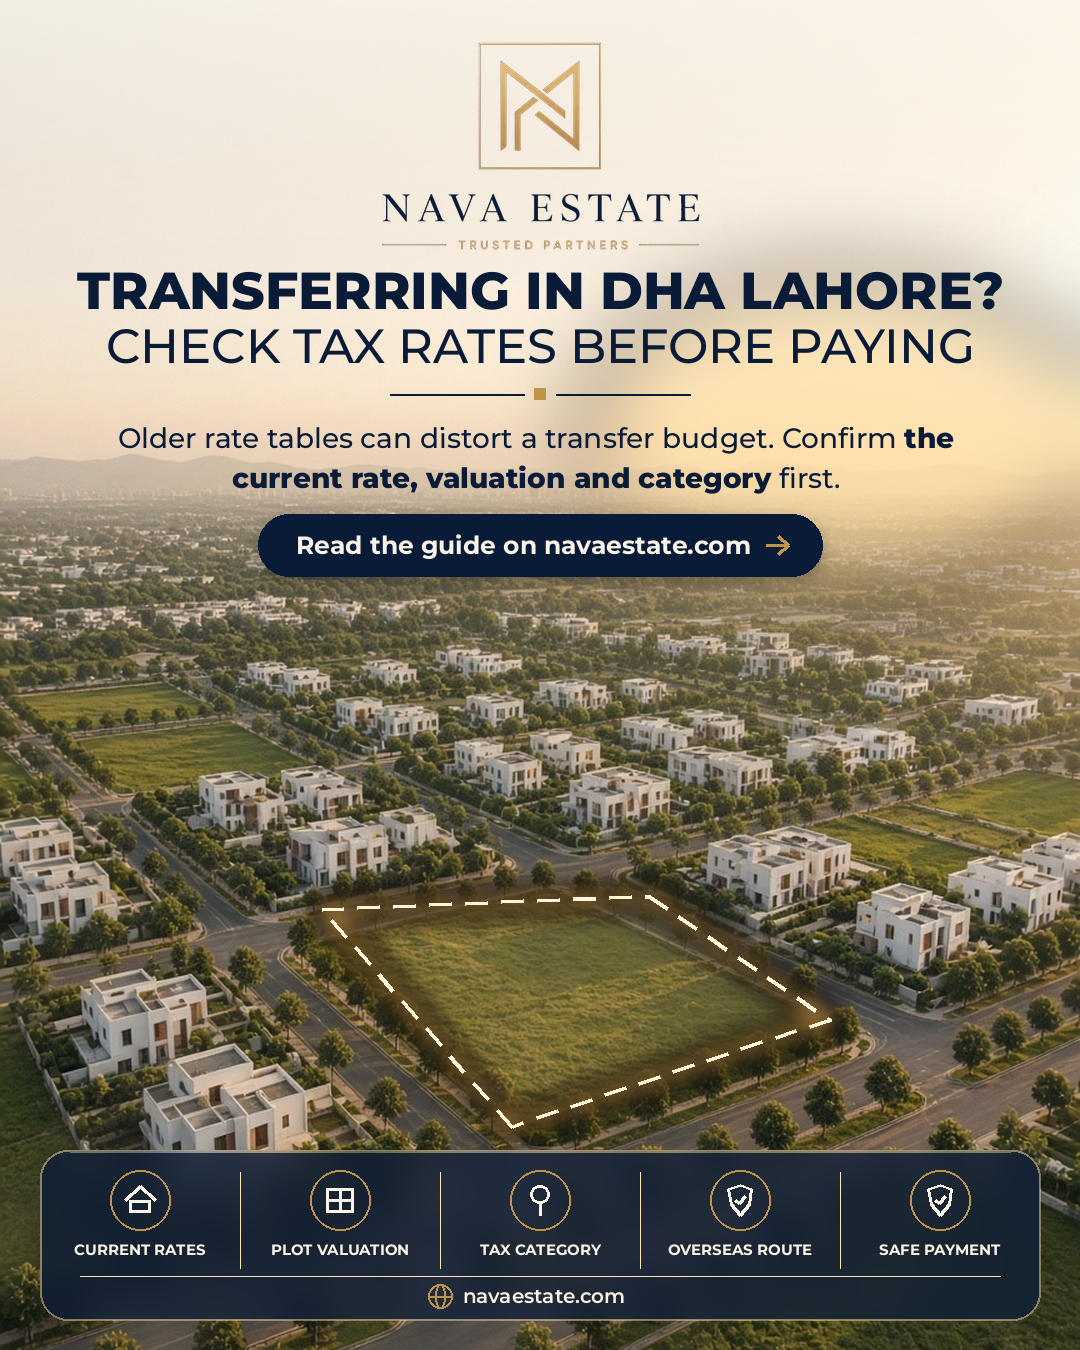 NAVA ESTATE
TRUSTED PARTNERS
TRANSFERRING IN DHA LAHORE?
CHECK TAX RATES BEFORE PAYING
Older rate tables can distort a transfer budget. Confirm the
current rate, valuation and category first.
Read the guide on navaestate.com →
CURRENT RATES
PLOT VALUATION
TAX CATEGORY
OVERSEAS ROUTE
SAFE PAYMENT
navaestate.com